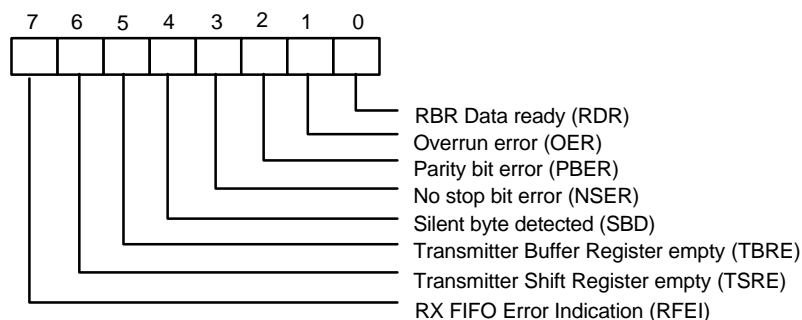 7 6 5 4 3 2 1 0
RBR Data ready (RDR)
Overrun error (OER)
Parity bit error (PBER)
No stop bit error (NSER)
Silent byte detected (SBD)
Transmitter Buffer Register empty (TBRE)
Transmitter Shift Register empty (TSRE)
RX FIFO Error Indication (RFEI)